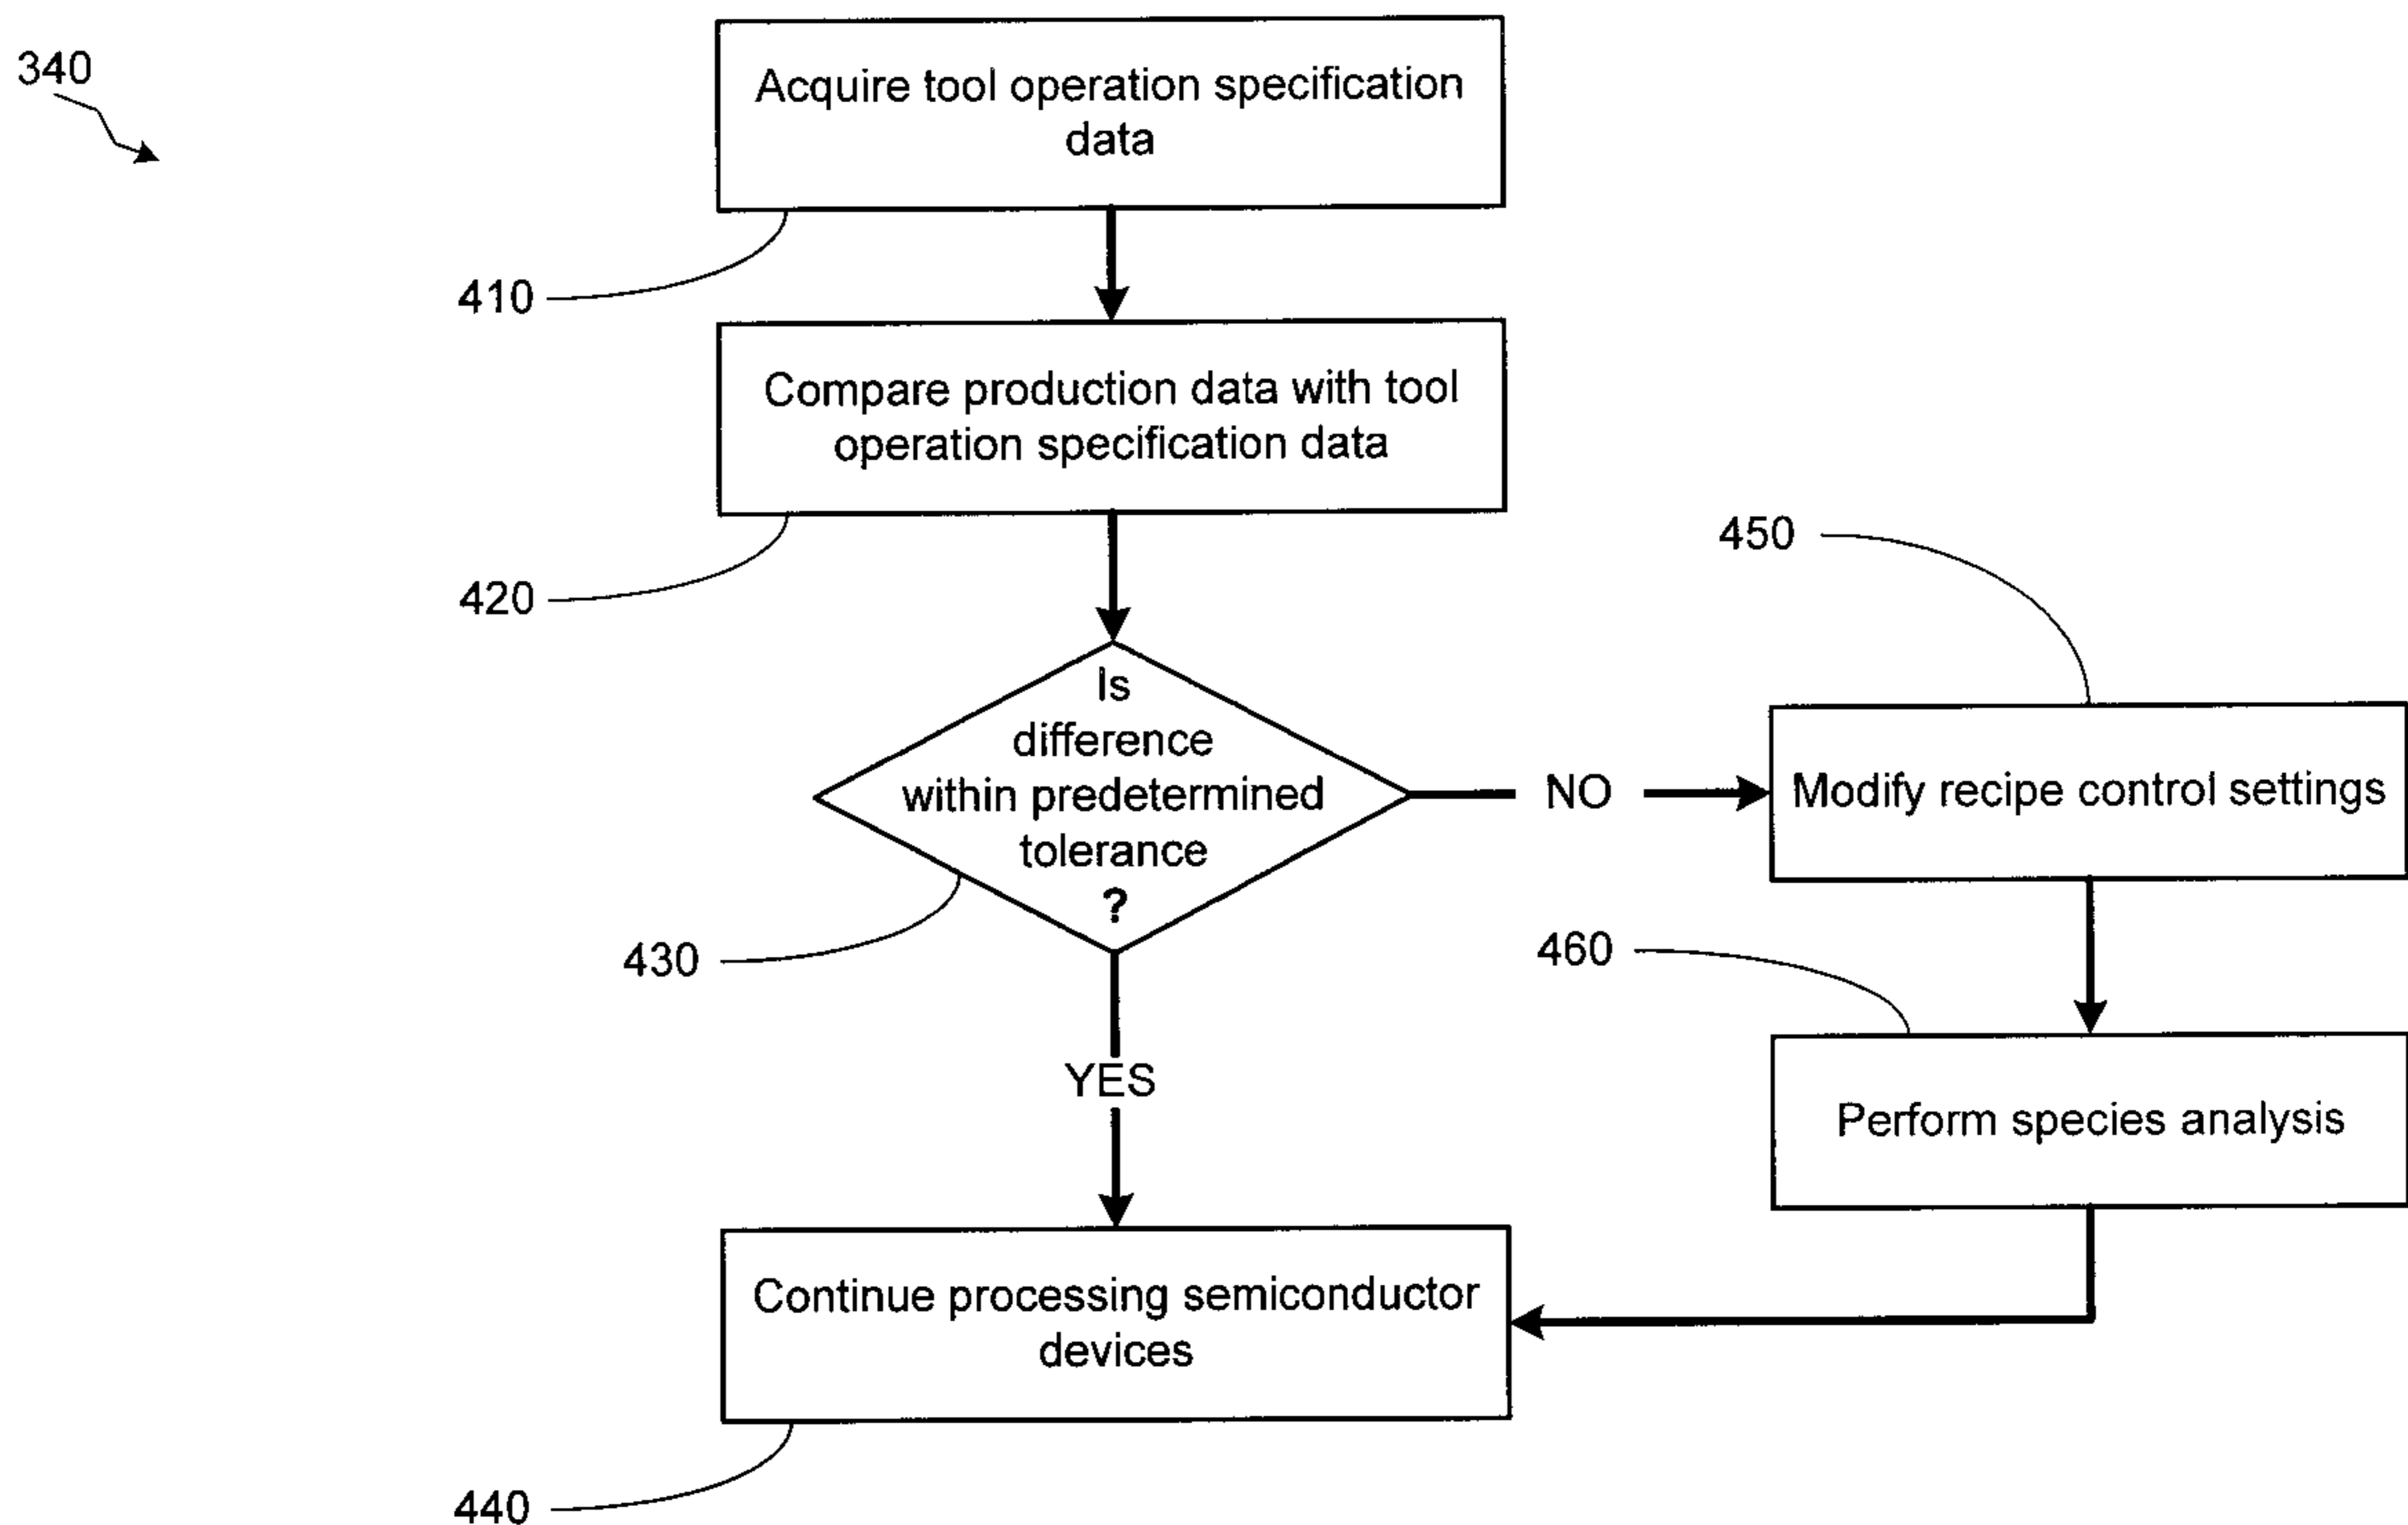 340
Acquire tool operation specification
data
410
Compare production data with tool
operation specification data
420
Is
difference
within predetermined
tolerance
?
430
NO
450
Modify recipe control settings
460
Perform species analysis
YES
Continue processing semiconductor
devices
440